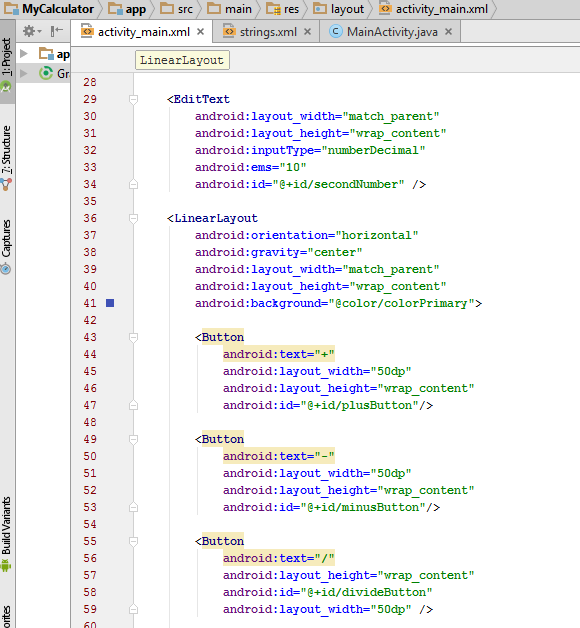 MyCalculator app src main res layout activity_main.xml
activity_main.xml strings.xml MainActivity.java
1: Project
7: Structure
Captures
Build Variants
ap
Gr
LinearLayout
28
29 <EditText
30 android:layout_width="match_parent"
31 android:layout_height="wrap_content"
32 android:inputType="numberDecimal"
33 android:ems="10"
34 android:id="@+id/secondNumber" />
35
36 <LinearLayout
37 android:orientation="horizontal"
38 android:gravity="center"
39 android:layout_width="match_parent"
40 android:layout_height="wrap_content"
41 android:background="@color/colorPrimary">
42
43 <Button
44 android:text="+"
45 android:layout_width="50dp"
46 android:layout_height="wrap_content"
47 android:id="@+id/plusButton"/>
48
49 <Button
50 android:text="-"
51 android:layout_width="50dp"
52 android:layout_height="wrap_content"
53 android:id="@+id/minusButton"/>
54
55 <Button
56 android:text="/"
57 android:layout_height="wrap_content"
58 android:id="@+id/divideButton"
59 android:layout_width="50dp" />
60